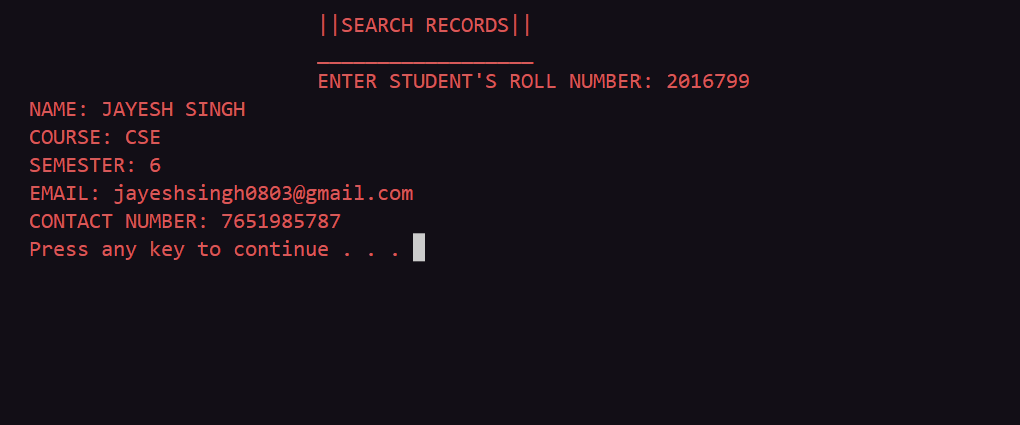 ||SEARCH RECORDS||
__________________
ENTER STUDENT'S ROLL NUMBER: 2016799
NAME: JAYESH SINGH
COURSE: CSE
SEMESTER: 6
EMAIL: jayeshsingh0803@gmail.com
CONTACT NUMBER: 7651985787
Press any key to continue . . .